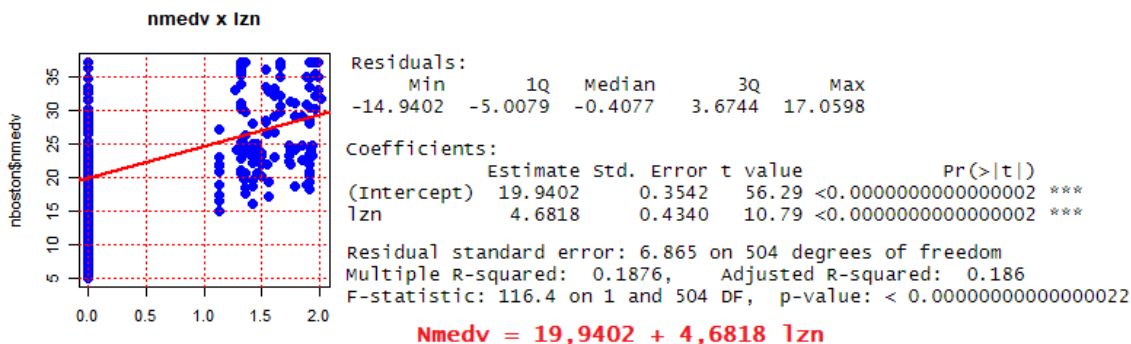 nmedv x lzn
nboston$nmedv
35
30
25
20
15
10
5
0.0 0.5 1.0 1.5 2.0
Residuals:
Min 1Q Median 3Q Max
-14.9402 -5.0079 -0.4077 3.6744 17.0598
Coefficients:
Estimate Std. Error t value Pr(>|t|)
(Intercept) 19.9402 0.3542 56.29 <0.0000000000000002 ***
lzn 4.6818 0.4340 10.79 <0.0000000000000002 ***
Residual standard error: 6.865 on 504 degrees of freedom
Multiple R-squared: 0.1876, Adjusted R-squared: 0.186
F-statistic: 116.4 on 1 and 504 DF, p-value: < 0.00000000000000022
Nmedv = 19,9402 + 4,6818 lzn